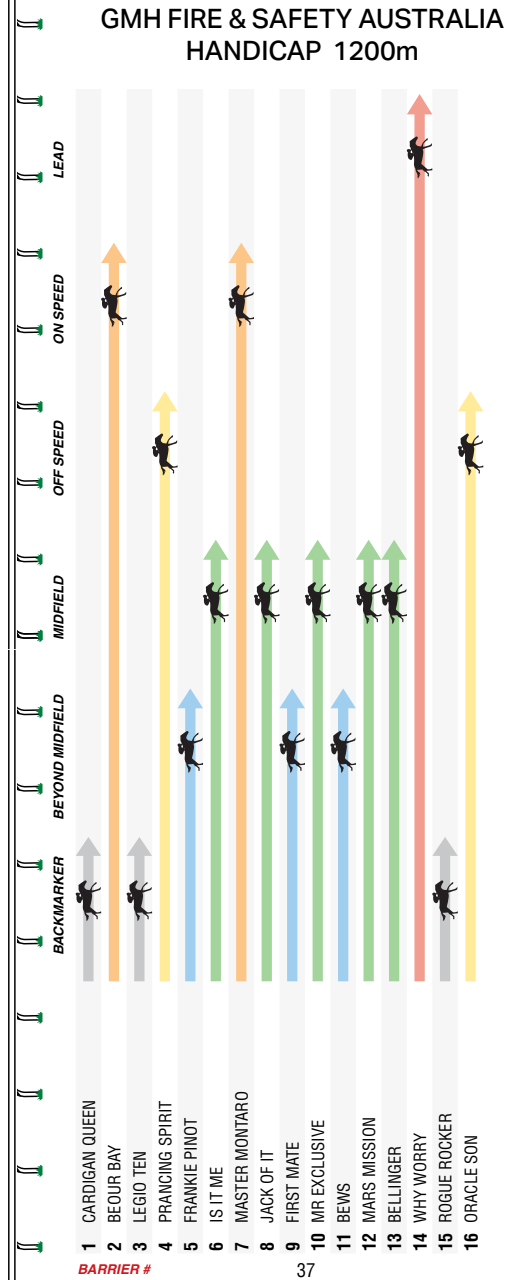 GMH FIRE & SAFETY AUSTRALIA
HANDICAP 1200m
LEAD
ON SPEED
OFF SPEED
MIDFIELD
BEYOND MIDFIELD
BACKMARKER
1 CARDIGAN QUEEN
2 BEOUR BAY
3 LEGIO TEN
4 PRANCING SPIRIT
5 FRANKIE PINOT
6 IS IT ME
7 MASTER MONTARO
8 JACK OF IT
9 FIRST MATE
10 MR EXCLUSIVE
11 BEWS
12 MARS MISSION
13 BELLINGER
14 WHY WORRY
15 ROGUE ROCKER
16 ORACLE SON
BARRIER #
37